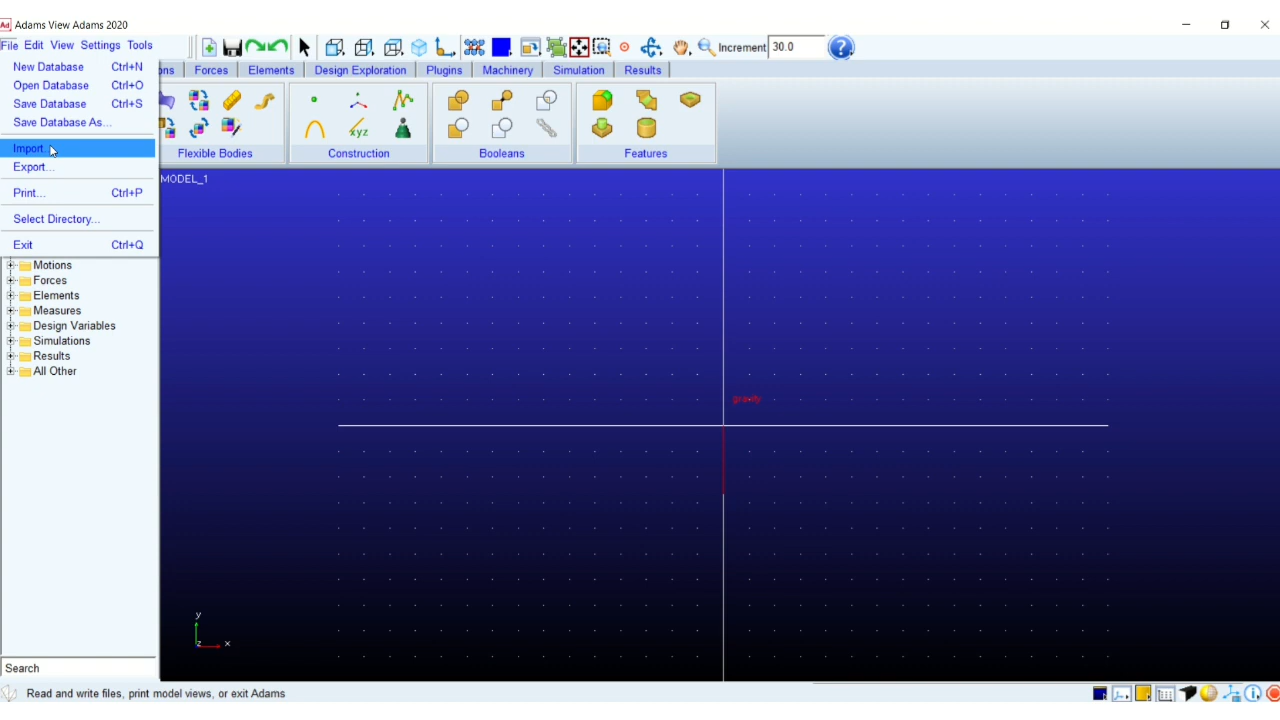 Ad Adams View Adams 2020
File Edit View Settings Tools
Increment 30.0
New Database Ctrl+N
Open Database Ctrl+O
Save Database Ctrl+S
Save Database As...
Import...
Export...
Print... Ctrl+P
Select Directory...
Exit Ctrl+Q
ons Forces Elements Design Exploration Plugins Machinery Simulation Results
xyz
Flexible Bodies Construction Booleans Features
MODEL_1
Motions
Forces
Elements
Measures
Design Variables
Simulations
Results
All Other
gravity
y
z x
Search
Read and write files, print model views, or exit Adams